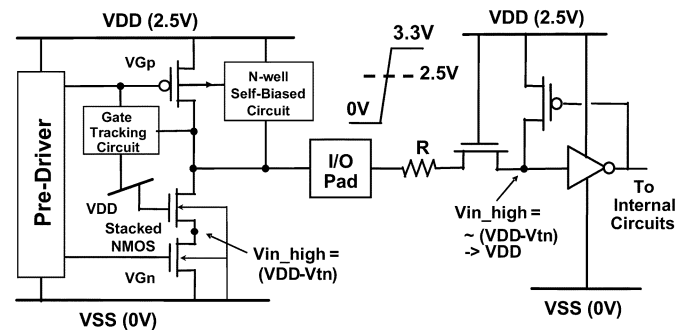 VDD (2.5V)
VGp
N-well
Self-Biased
Circuit
Gate
Tracking
Circuit
Pre-Driver
VDD
Stacked
NMOS
VGn
Vin_high =
(VDD-Vtn)
VSS (0V)
3.3V
2.5V
0V
I/O
Pad
R
VDD (2.5V)
Vin_high =
~ (VDD-Vtn)
-> VDD
To
Internal
Circuits
VSS (0V)